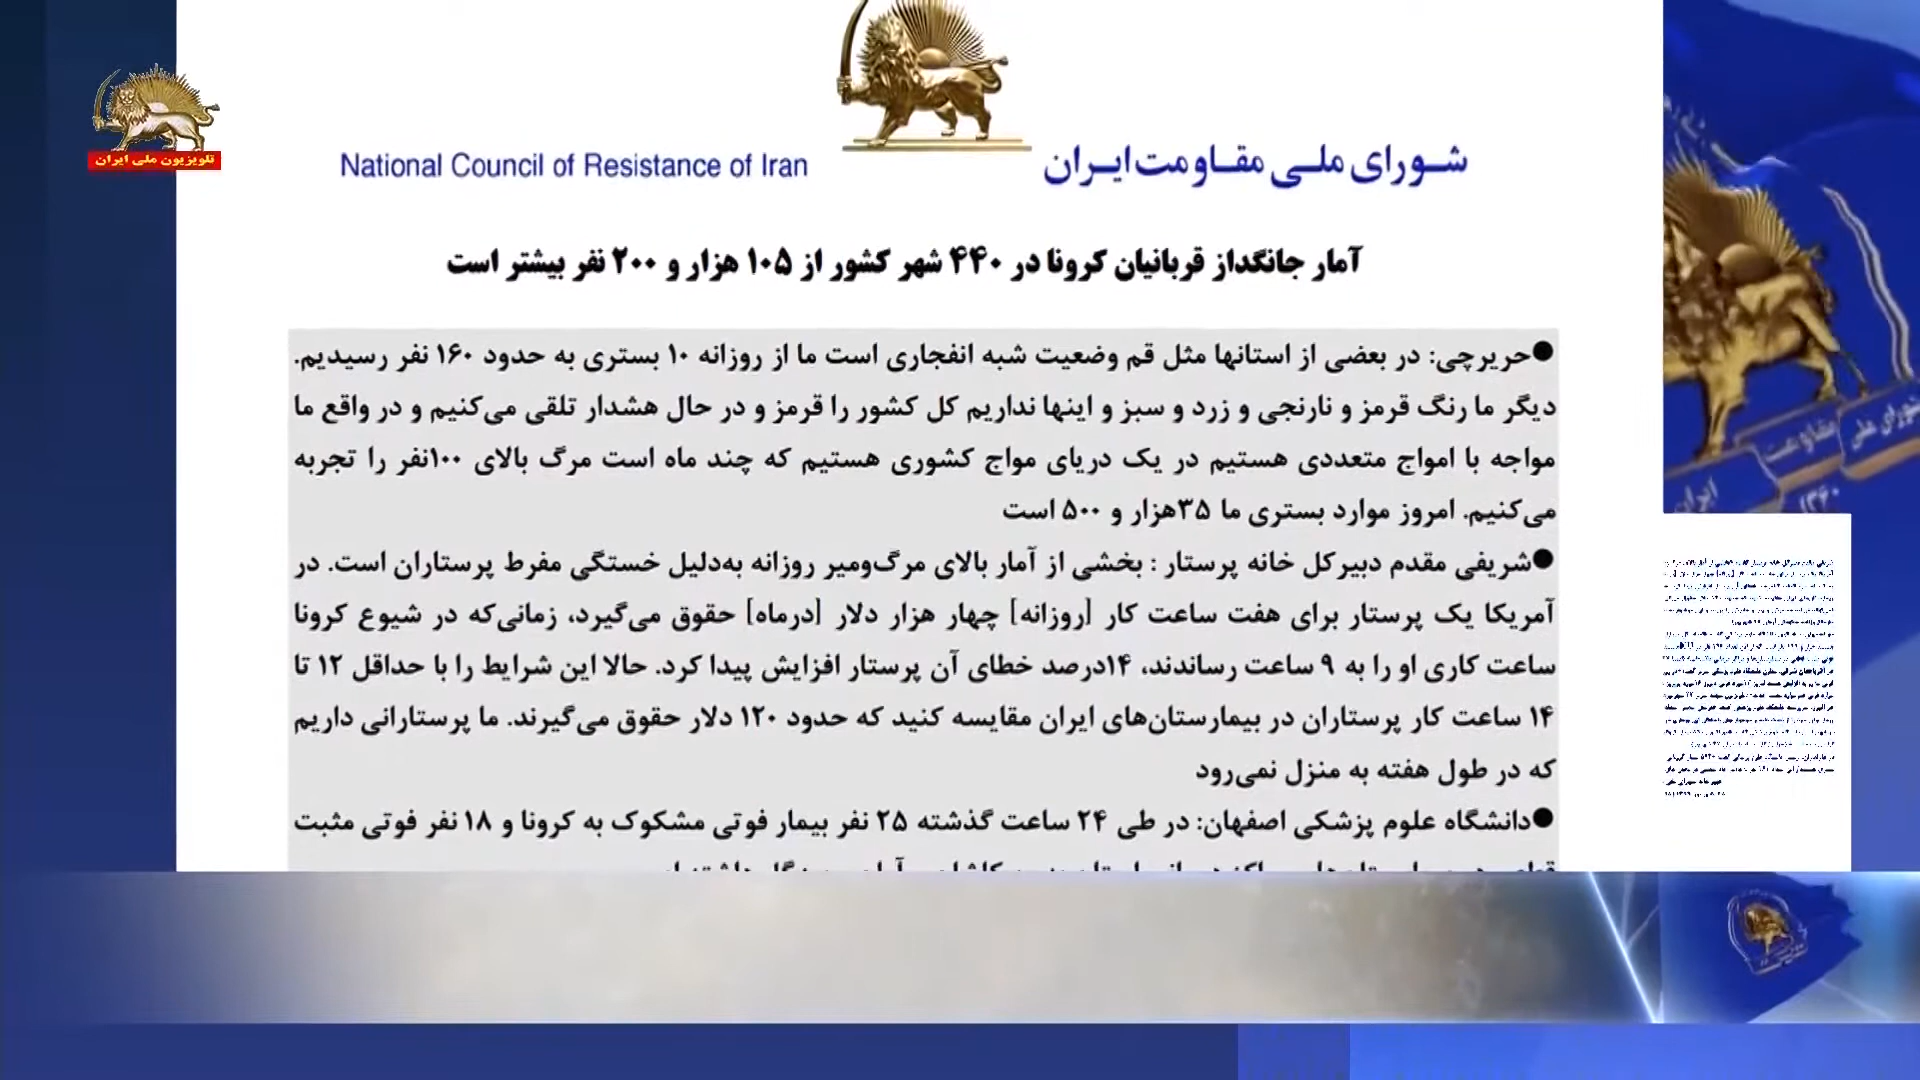 تلویزیون ملی ایران
National Council of Resistance of Iran
شورای ملی مقاومت ایران
آمار جانگداز قربانیان کرونا در ۴۴۰ شهر کشور از ۱۰۵ هزار و ۲۰۰ نفر بیشتر است
●حریرچی: در بعضی از استانها مثل قم وضعیت شبه انفجاری است ما از روزانه ۱۰ بستری به حدود ۱۶۰ نفر رسیدیم.
دیگر ما رنگ قرمز و نارنجی و زرد و سبز و اینها نداریم کل کشور را قرمز و در حال هشدار تلقی می‌کنیم و در واقع ما
مواجه با امواج متعددی هستیم در یک دریای مواج کشوری هستیم که چند ماه است مرگ بالای ۱۰۰نفر را تجربه
می‌کنیم. امروز موارد بستری ما ۳۵هزار و ۵۰۰ است
●شریفی مقدم دبیرکل خانه پرستار : بخشی از آمار بالای مرگ‌ومیر روزانه به‌دلیل خستگی مفرط پرستاران است. در
آمریکا یک پرستار برای هفت ساعت کار [روزانه] چهار هزار دلار [درماه] حقوق می‌گیرد، زمانی‌که در شیوع کرونا
ساعت کاری او را به ۹ ساعت رساندند، ۱۴درصد خطای آن پرستار افزایش پیدا کرد. حالا این شرایط را با حداقل ۱۲ تا
۱۴ ساعت کار پرستاران در بیمارستان‌های ایران مقایسه کنید که حدود ۱۲۰ دلار حقوق می‌گیرند. ما پرستارانی داریم
که در طول هفته به منزل نمی‌رود
●دانشگاه علوم پزشکی اصفهان: در طی ۲۴ ساعت گذشته ۲۵ نفر بیمار فوتی مشکوک به کرونا و ۱۸ نفر فوتی مثبت
شورای ملی
مقاومت
ایران
۱۳۶۰